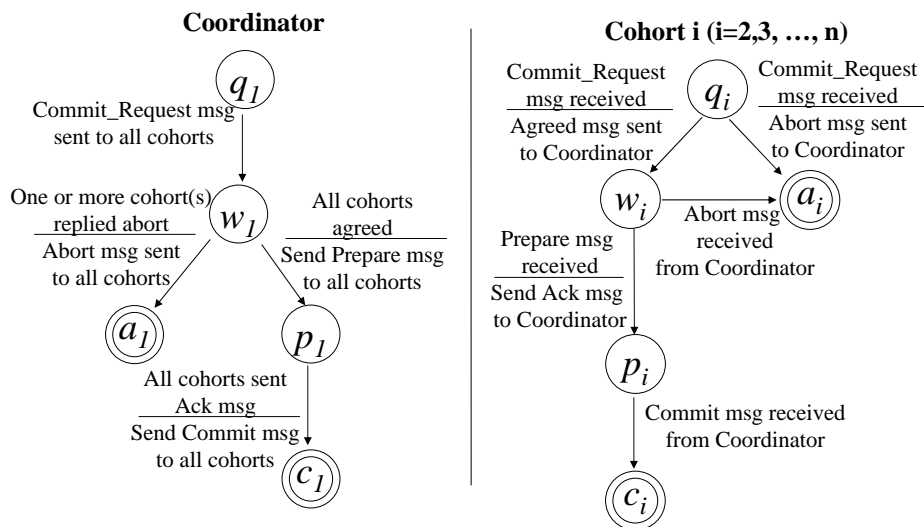 Coordinator
q1
Commit_Request msg
sent to all cohorts
One or more cohort(s)
replied abort
Abort msg sent
to all cohorts
w1
All cohorts
agreed
Send Prepare msg
to all cohorts
a1
p1
All cohorts sent
Ack msg
Send Commit msg
to all cohorts
c1
Cohort i (i=2,3, …, n)
Commit_Request
msg received
Agreed msg sent
to Coordinator
qi
Commit_Request
msg received
Abort msg sent
to Coordinator
wi
ai
Abort msg
received
from Coordinator
Prepare msg
received
Send Ack msg
to Coordinator
pi
Commit msg received
from Coordinator
ci